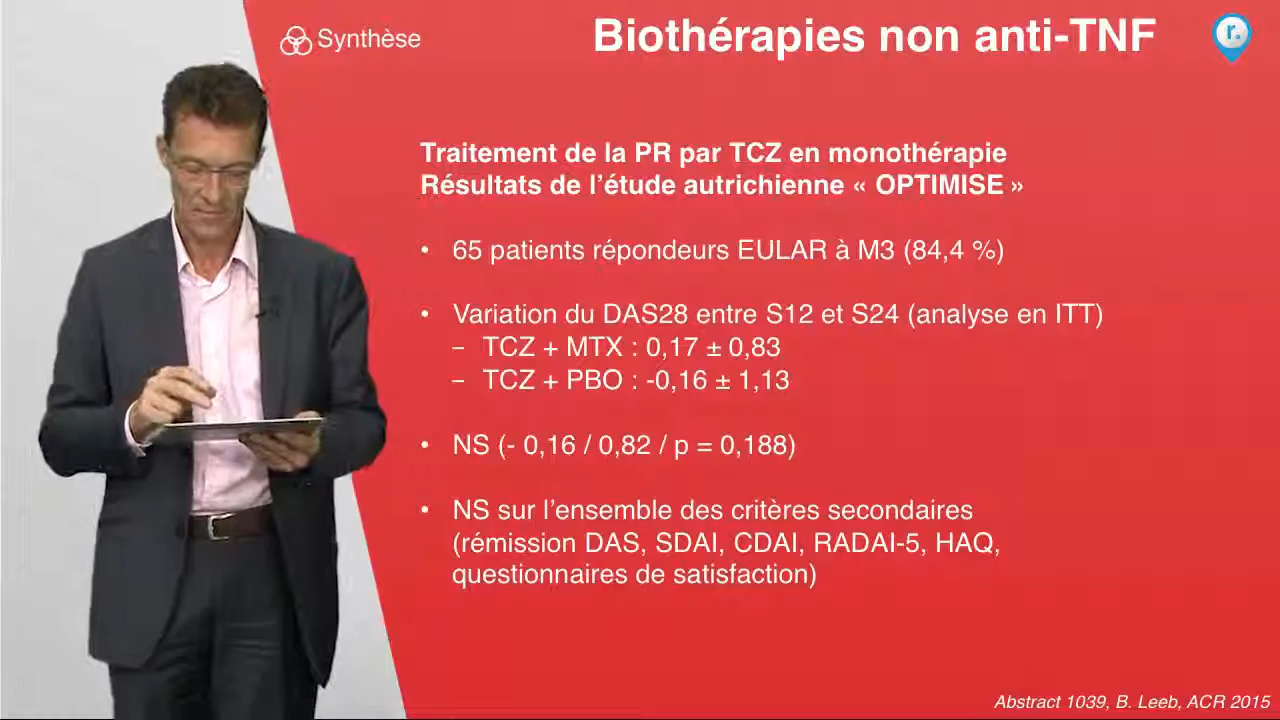 Synthèse
Biothérapies non anti-TNF
r.
Traitement de la PR par TCZ en monothérapie
Résultats de l'étude autrichienne « OPTIMISE »
• 65 patients répondeurs EULAR à M3 (84,4 %)
• Variation du DAS28 entre S12 et S24 (analyse en ITT)
– TCZ + MTX : 0,17 ± 0,83
– TCZ + PBO : -0,16 ± 1,13
• NS (- 0,16 / 0,82 / p = 0,188)
• NS sur l'ensemble des critères secondaires
(rémission DAS, SDAI, CDAI, RADAI-5, HAQ,
questionnaires de satisfaction)
Abstract 1039, B. Leeb, ACR 2015